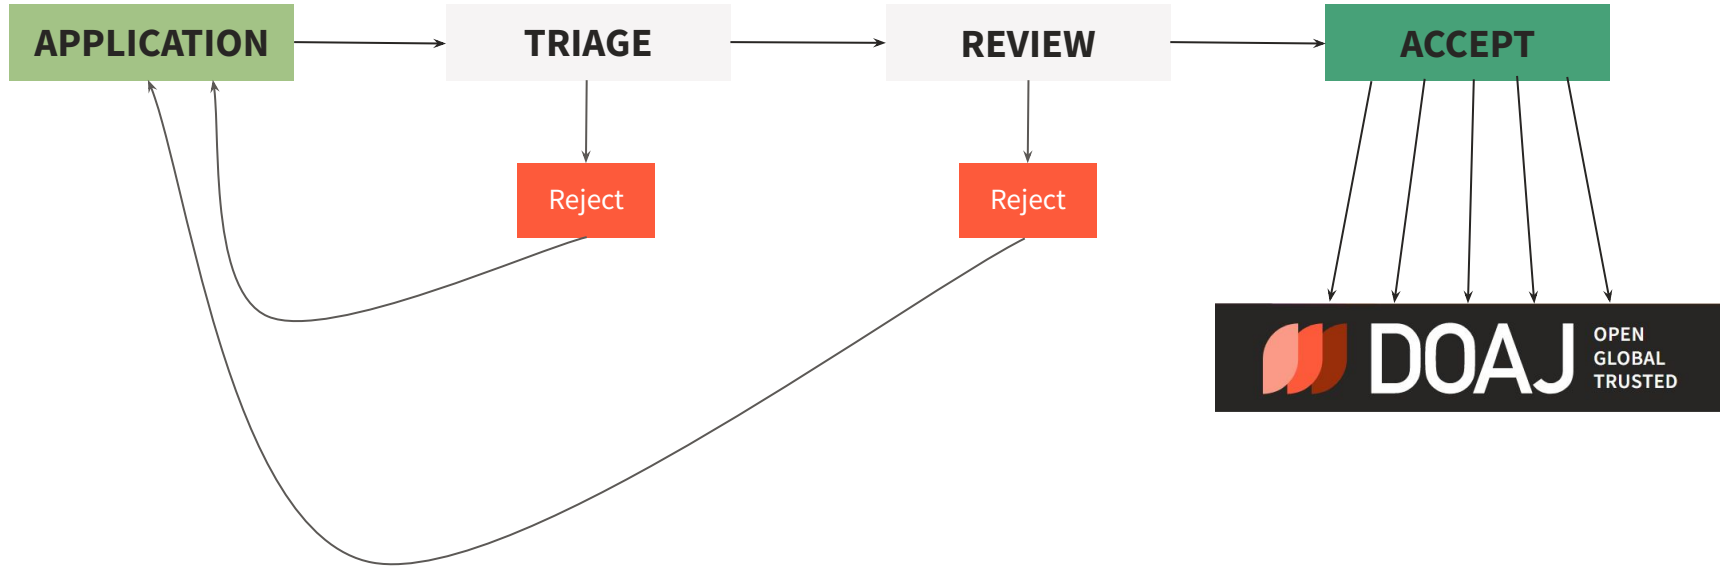 APPLICATION
TRIAGE
REVIEW
ACCEPT
Reject
Reject
DOAJ
OPEN
GLOBAL
TRUSTED